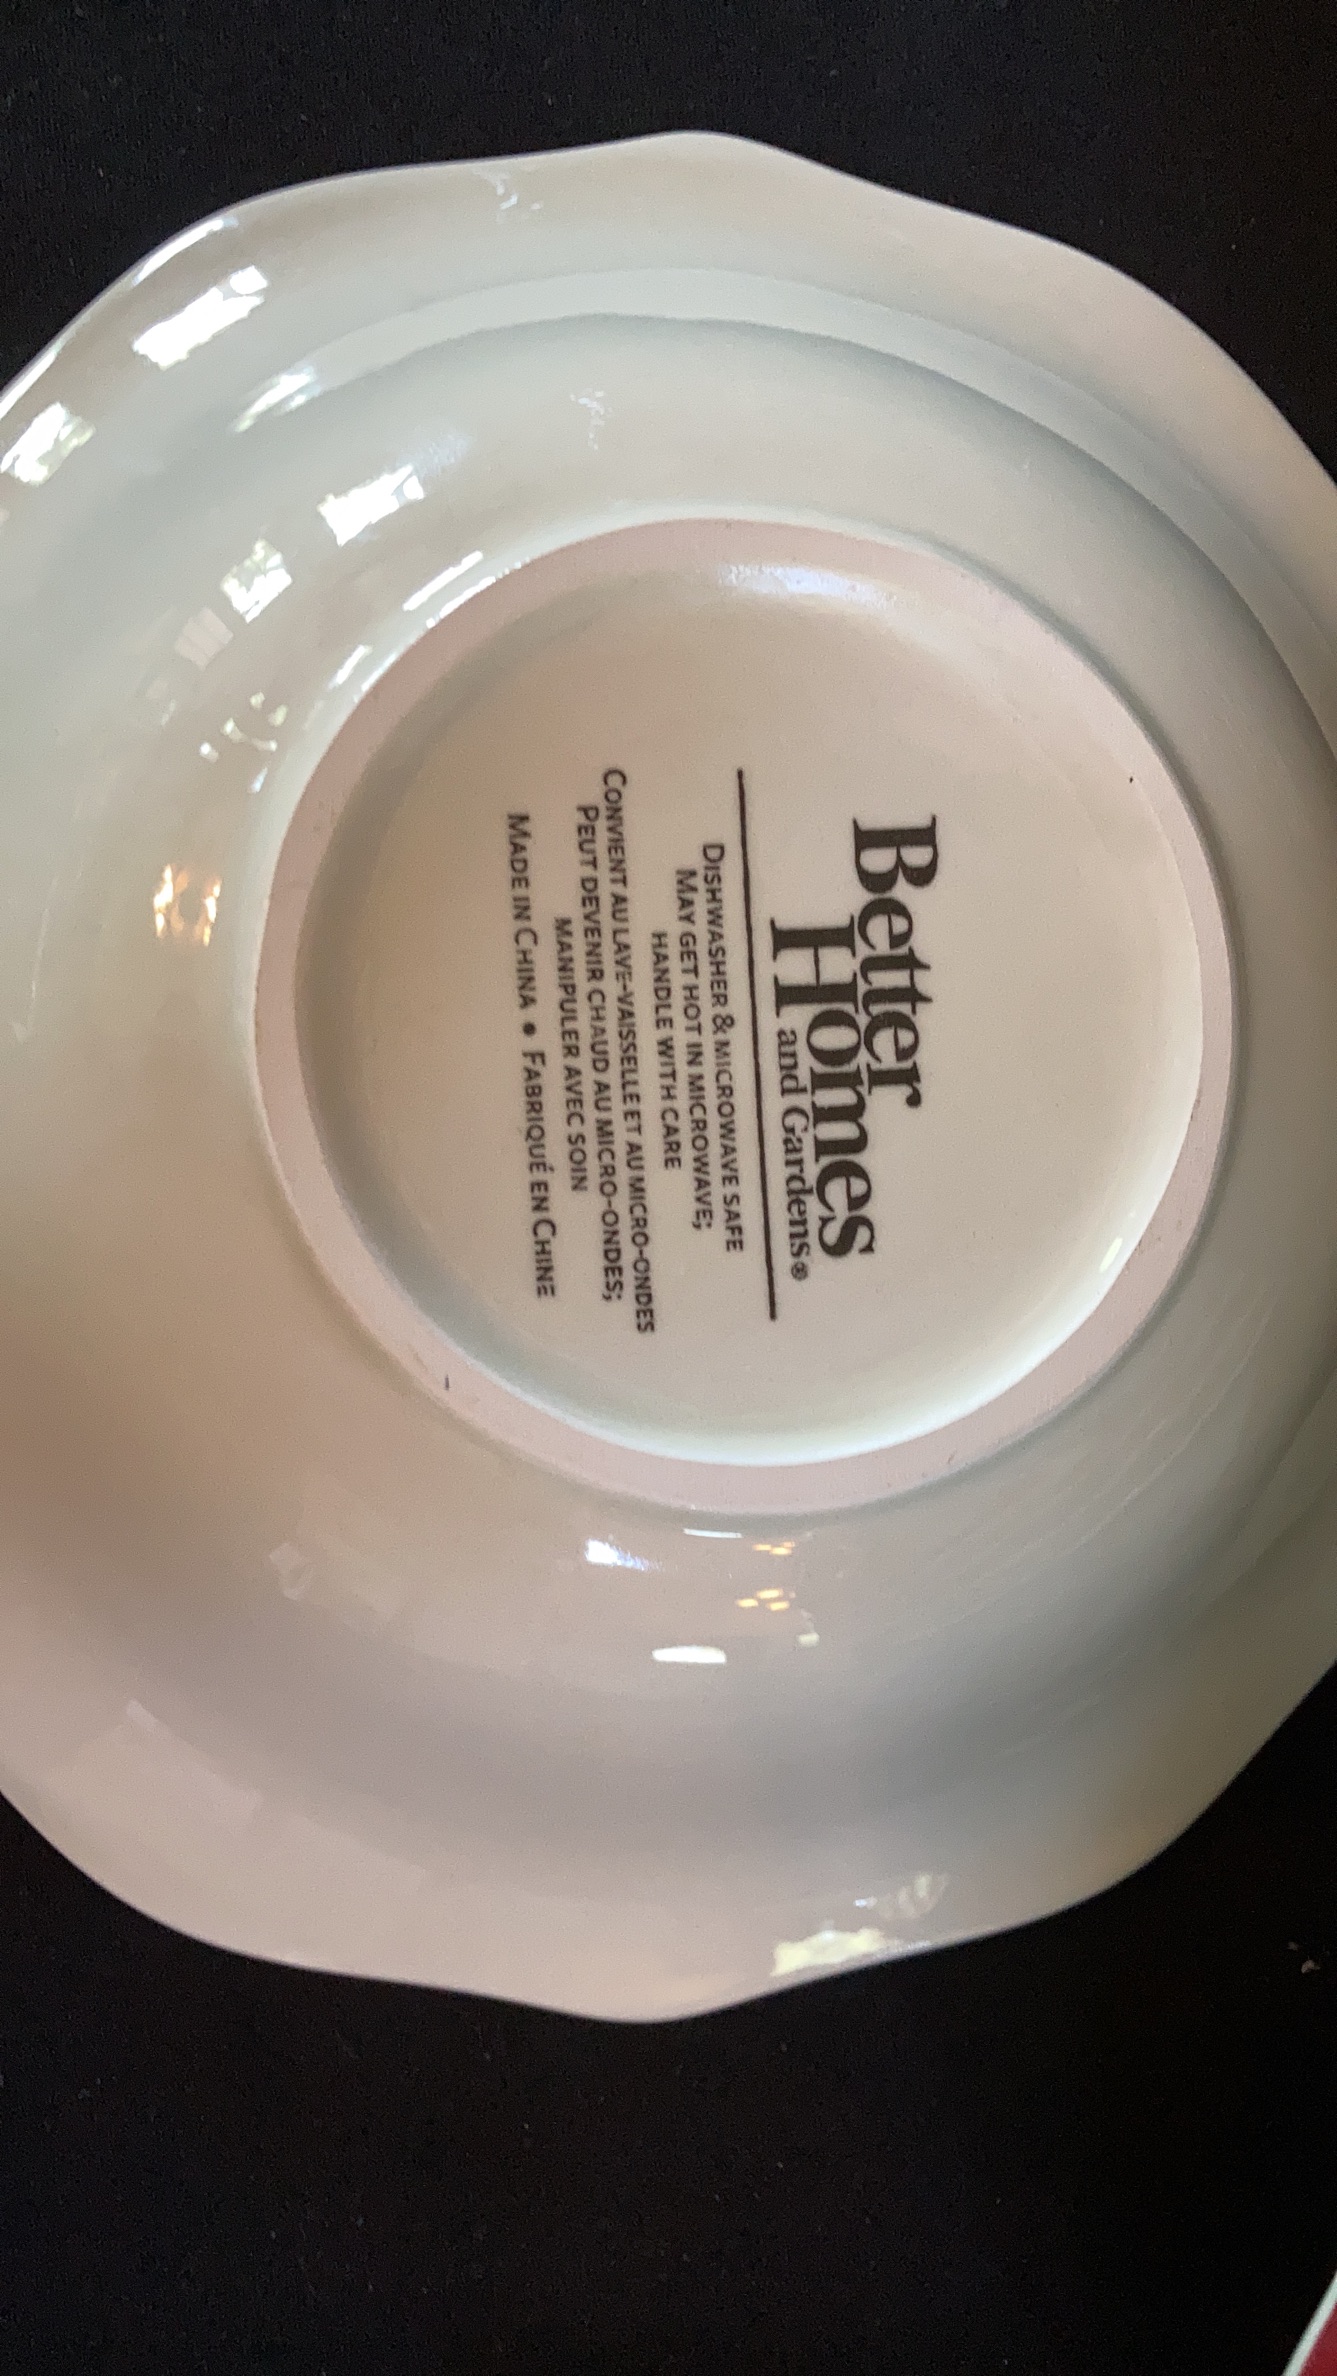 Better
Homes
and Gardens®
DISHWASHER & MICROWAVE SAFE
MAY GET HOT IN MICROWAVE;
HANDLE WITH CARE
CONVIENT AU LAVE-VAISSELLE ET AU MICRO-ONDES
PEUT DEVENIR CHAUD AU MICRO-ONDES;
MANIPULER AVEC SOIN
MADE IN CHINA • FABRIQUÉ EN CHINE